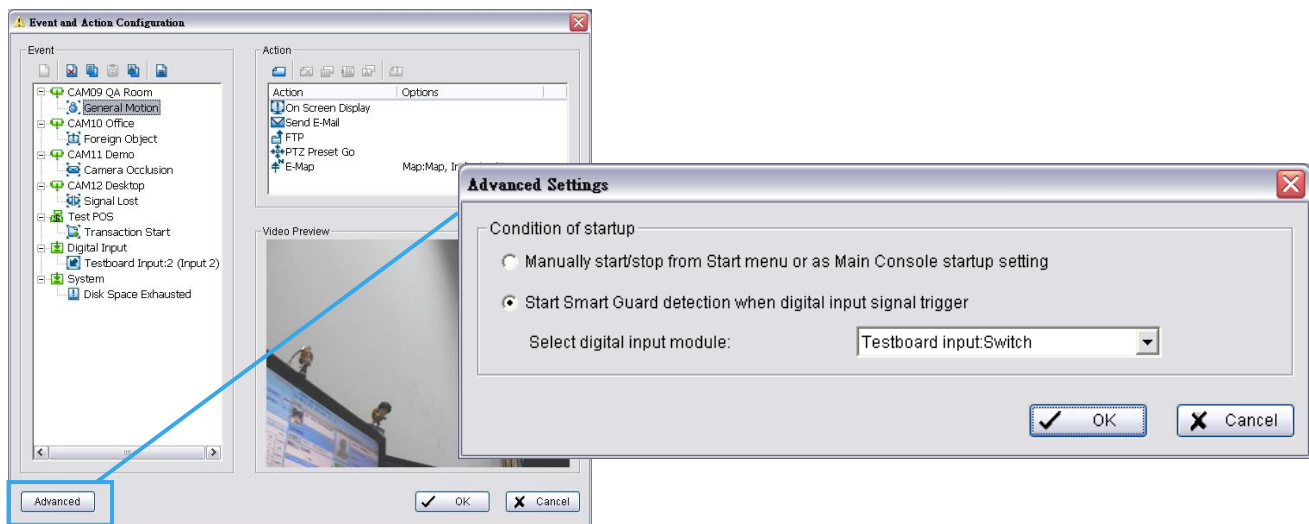 Event and Action Configuration
Event
CAM09 QA Room
General Motion
CAM10 Office
Foreign Object
CAM11 Demo
Camera Occlusion
CAM12 Desktop
Signal Lost
Test POS
Transaction Start
Digital Input
Testboard Input:2 (Input 2)
System
Disk Space Exhausted
Advanced
Action
Action Options
On Screen Display
Send E-Mail
FTP
PTZ Preset Go
E-Map Map:Map,
Video Preview
OK Cancel
Advanced Settings
Condition of startup
Manually start/stop from Start menu or as Main Console startup setting
Start Smart Guard detection when digital input signal trigger
Select digital input module: Testboard input:Switch
OK Cancel